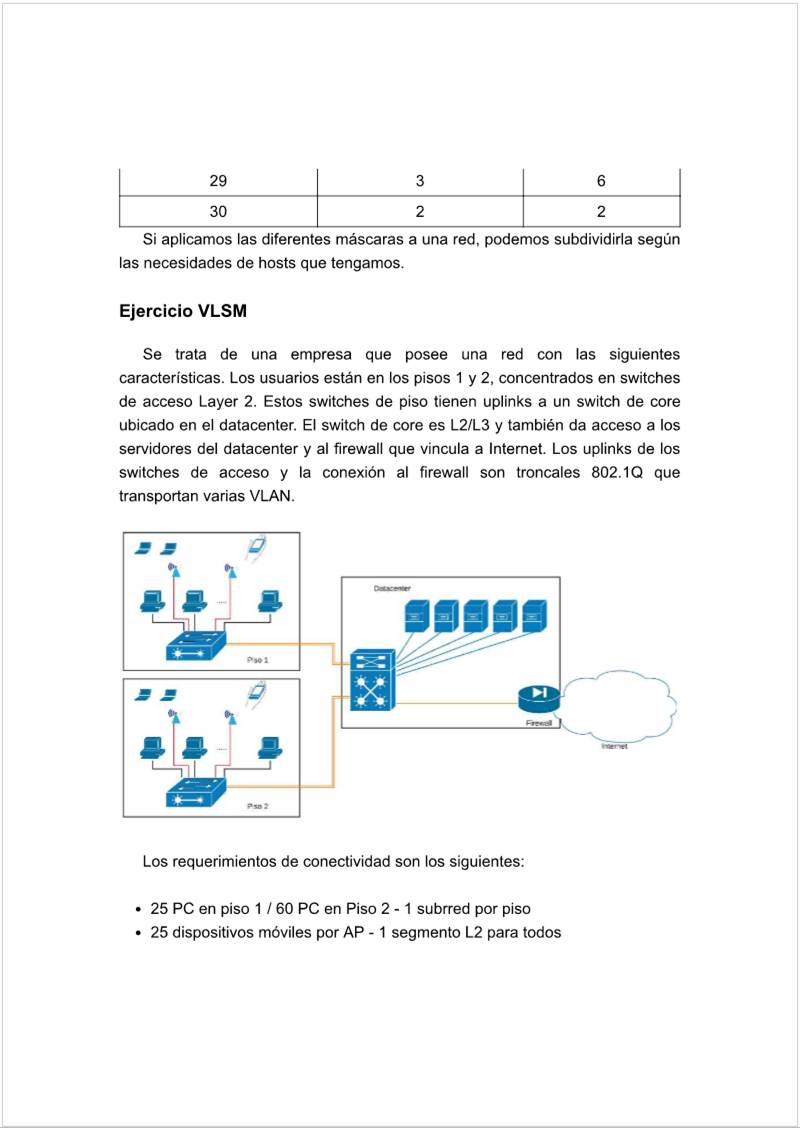 29 3 6
30 2 2
Si aplicamos las diferentes máscaras a una red, podemos subdividirla según
las necesidades de hosts que tengamos.
Ejercicio VLSM
Se trata de una empresa que posee una red con las siguientes
características. Los usuarios están en los pisos 1 y 2, concentrados en switches
de acceso Layer 2. Estos switches de piso tienen uplinks a un switch de core
ubicado en el datacenter. El switch de core es L2/L3 y también da acceso a los
servidores del datacenter y al firewall que vincula a Internet. Los uplinks de los
switches de acceso y la conexión al firewall son troncales 802.1Q que
transportan varias VLAN.
Piso 1
Datacenter
Firewall
Internet
Piso 2
Los requerimientos de conectividad son los siguientes:
• 25 PC en piso 1 / 60 PC en Piso 2 - 1 subrred por piso
• 25 dispositivos móviles por AP - 1 segmento L2 para todos